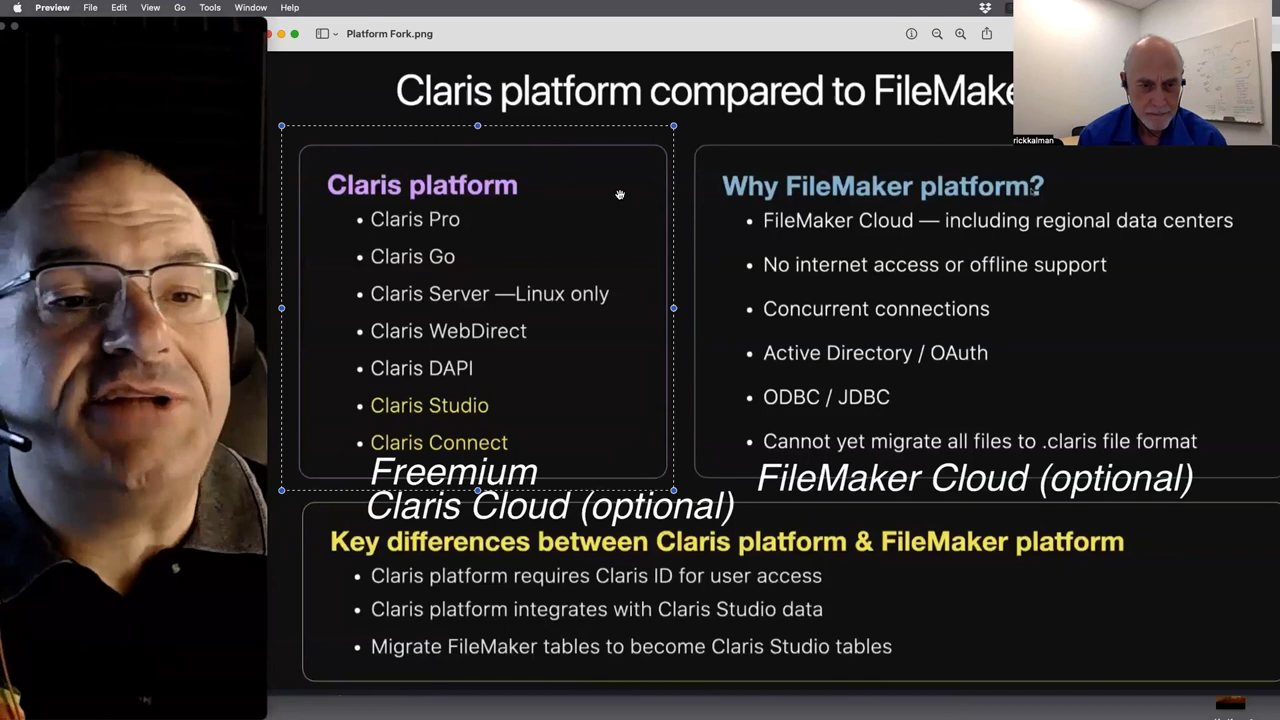 Preview File Edit View Go Tools Window Help
Platform Fork.png
Claris platform compared to FileMake
rickkalman
Claris platform
• Claris Pro
• Claris Go
• Claris Server —Linux only
• Claris WebDirect
• Claris DAPI
• Claris Studio
• Claris Connect
Freemium
Claris Cloud (optional)
Why FileMaker platform?
• FileMaker Cloud — including regional data centers
• No internet access or offline support
• Concurrent connections
• Active Directory / OAuth
• ODBC / JDBC
• Cannot yet migrate all files to .claris file format
FileMaker Cloud (optional)
Key differences between Claris platform & FileMaker platform
• Claris platform requires Claris ID for user access
• Claris platform integrates with Claris Studio data
• Migrate FileMaker tables to become Claris Studio tables